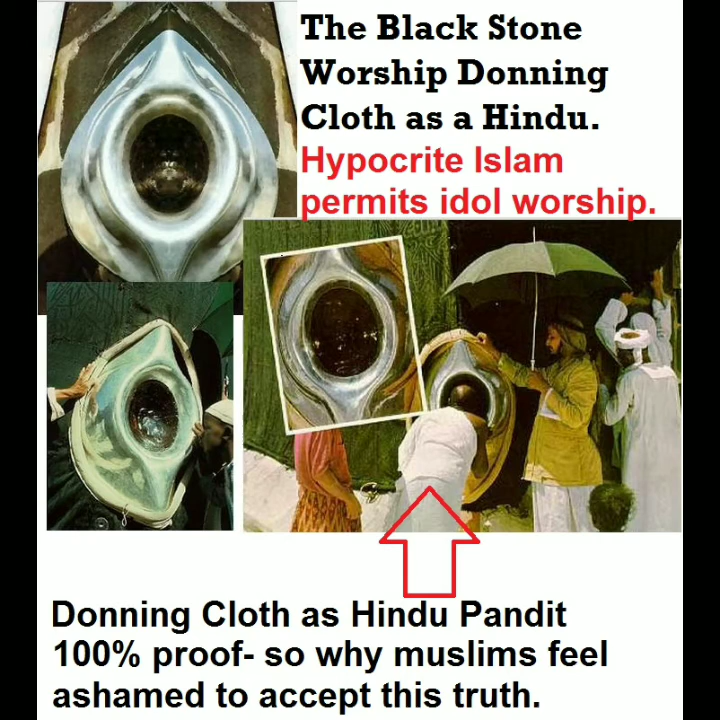 The Black Stone
Worship Donning
Cloth as a Hindu.
Hypocrite Islam
permits idol worship.
Donning Cloth as Hindu Pandit
100% proof- so why muslims feel
ashamed to accept this truth.